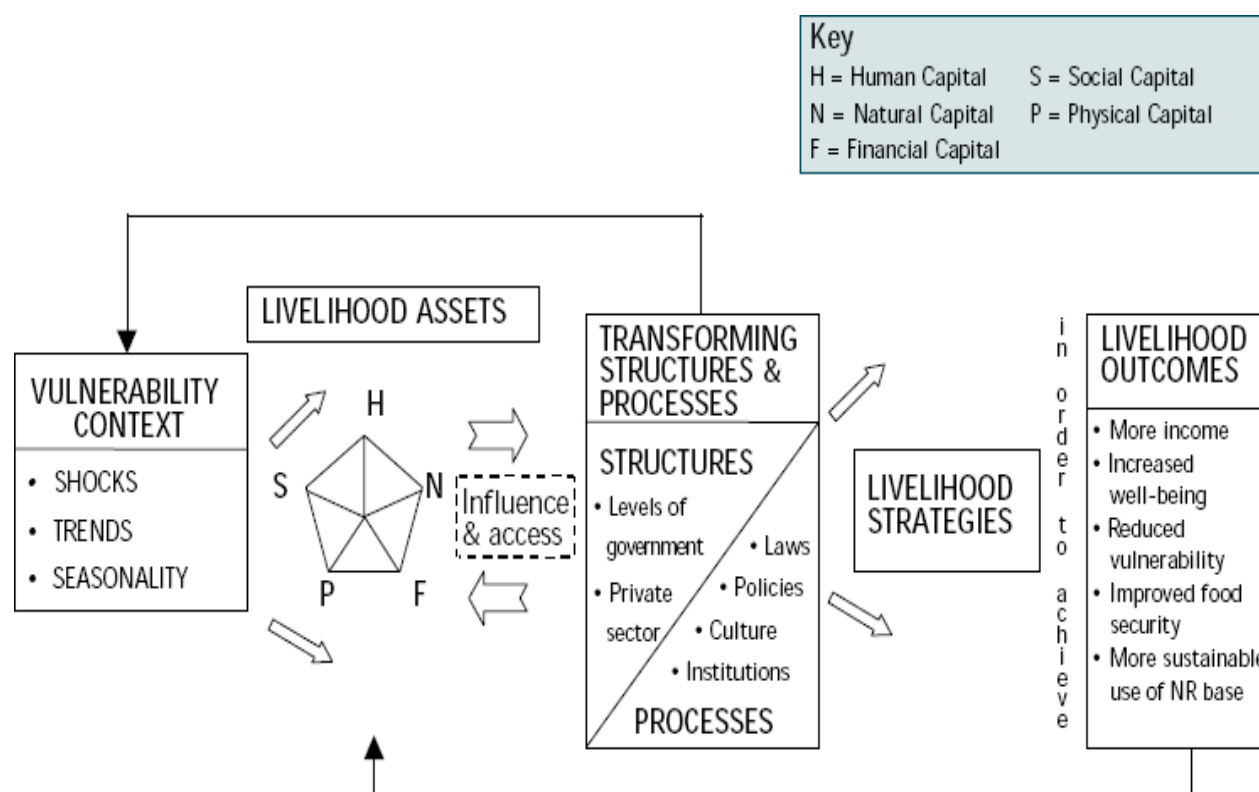 Key
H = Human Capital S = Social Capital
N = Natural Capital P = Physical Capital
F = Financial Capital
LIVELIHOOD ASSETS
VULNERABILITY
CONTEXT
• SHOCKS
• TRENDS
• SEASONALITY
H
S
N
P
F
Influence
& access
TRANSFORMING
STRUCTURES &
PROCESSES
STRUCTURES
• Levels of
government
• Private
sector
• Laws
• Policies
• Culture
• Institutions
PROCESSES
LIVELIHOOD
STRATEGIES
in order to achieve
LIVELIHOOD
OUTCOMES
• More income
• Increased
well-being
• Reduced
vulnerability
• Improved food
security
• More sustainable
use of NR base